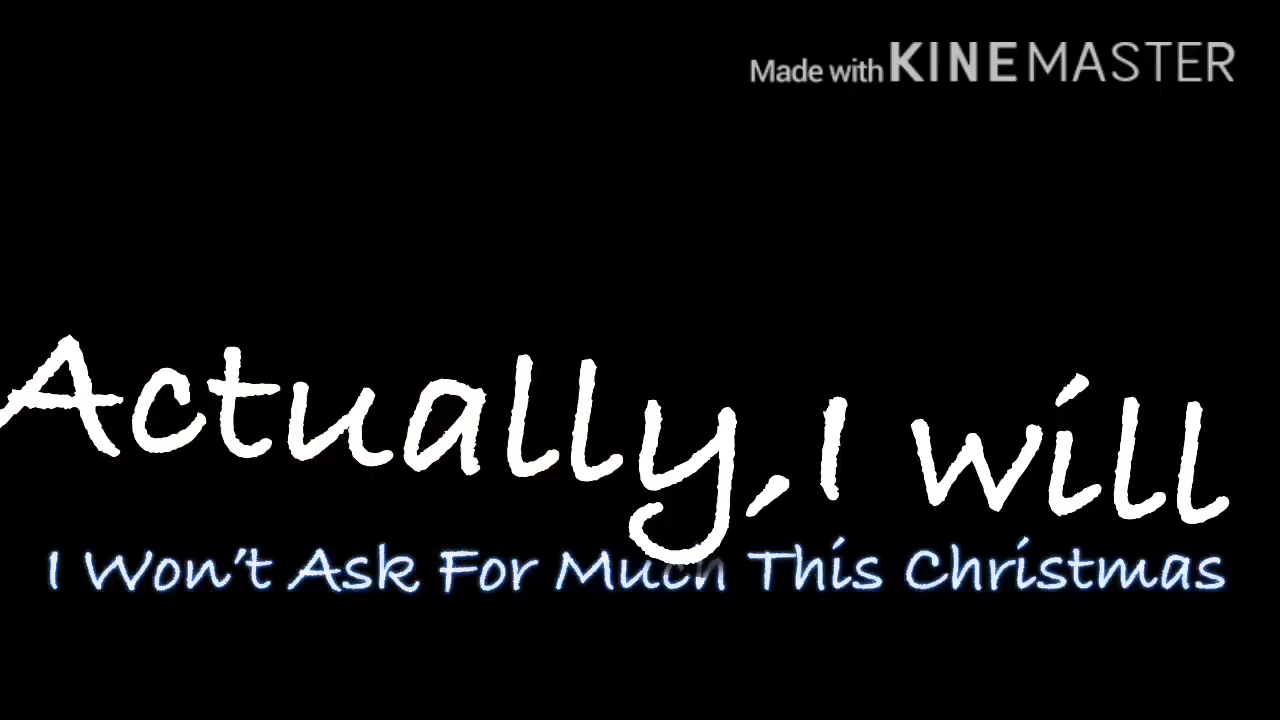 Made with KINEMASTER
Actually, I will
I Won't Ask For Much This Christmas